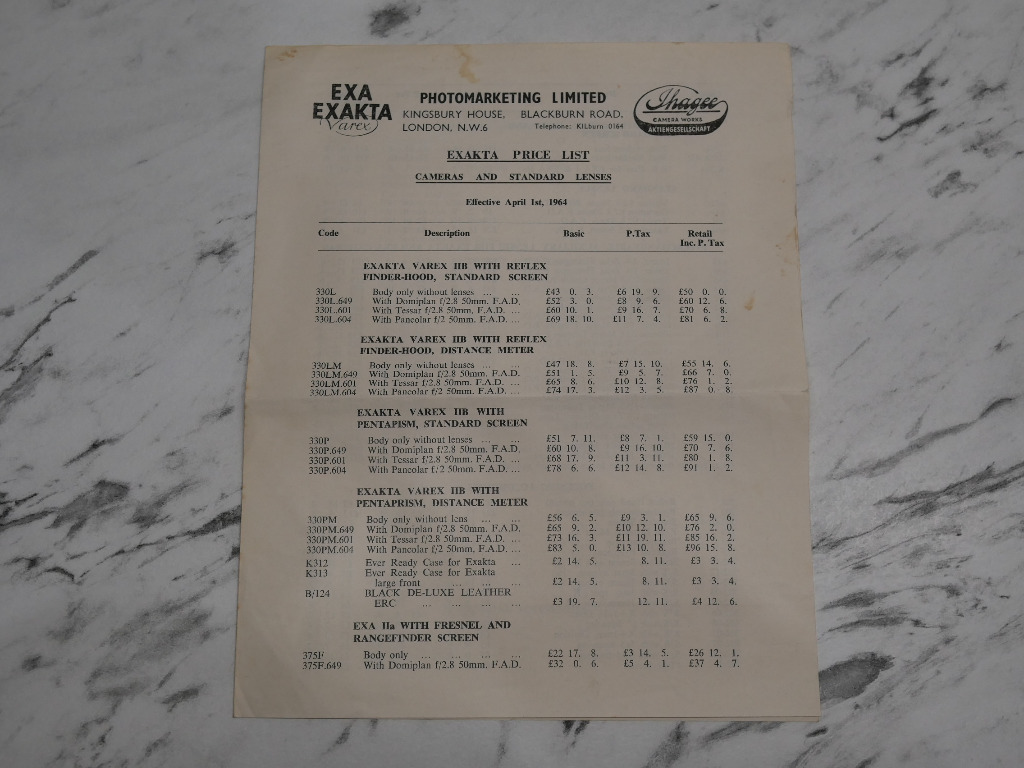 EXA
EXAKTA
Varex
PHOTOMARKETING LIMITED
KINGSBURY HOUSE, BLACKBURN ROAD.
LONDON, N.W.6 Telephone: KILburn 0164
Ihagee
CAMERA WORKS
AKTIENGESELLSCHAFT
EXAKTA PRICE LIST
CAMERAS AND STANDARD LENSES
Effective April 1st, 1964
Code Description Basic P.Tax Retail
Inc. P. Tax
EXAKTA VAREX IIB WITH REFLEX
FINDER-HOOD, STANDARD SCREEN
330L Body only without lenses ... ... £43 0. 3. £6 19. 9. £50 0. 0.
330L.649 With Domiplan f/2.8 50mm. F.A.D. £52 3. 0. £8 9. 6. £60 12. 6.
330L.601 With Tessar f/2.8 50mm. F.A.D. ... £60 10. 1. £9 16. 7. £70 6. 8.
330L.604 With Pancolar f/2 50mm. F.A.D. ... £69 18. 10. £11 7. 4. £81 6. 2.
EXAKTA VAREX IIB WITH REFLEX
FINDER-HOOD, DISTANCE METER
330LM Body only without lenses ... ... £47 18. 8. £7 15. 10. £55 14. 6.
330LM.649 With Domiplan f/2.8 50mm. F.A.D. £51 1. 5. £9 5. 7. £66 7. 0.
330LM.601 With Tessar f/2.8 50mm. F.A.D. ... £65 8. 6. £10 12. 8. £76 1. 2.
330LM.604 With Pancolar f/2 50mm. F.A.D. ... £74 17. 3. £12 3. 5. £87 0. 8.
EXAKTA VAREX IIB WITH
PENTAPISM, STANDARD SCREEN
330P Body only without lenses ... ... £51 7. 11. £8 7. 1. £59 15. 0.
330P.649 With Domiplan f/2.8 50mm. F.A.D. £60 10. 8. £9 16. 10. £70 7. 6.
330P.601 With Tessar f/2.8 50mm. F.A.D. ... £68 17. 9. £11 3. 11. £80 1. 8.
330P.604 With Pancolar f/2 50mm. F.A.D. ... £78 6. 6. £12 14. 8. £91 1. 2.
EXAKTA VAREX IIB WITH
PENTAPRISM, DISTANCE METER
330PM Body only without lens ... ... £56 6. 5. £9 3. 1. £65 9. 6.
330PM.649 With Domiplan f/2.8 50mm. F.A.D. £65 9. 2. £10 12. 10. £76 2. 0.
330PM.601 With Tessar f/2.8 50mm. F.A.D. ... £73 16. 3. £11 19. 11. £85 16. 2.
330PM.604 With Pancolar f/2 50mm. F.A.D. ... £83 5. 0. £13 10. 8. £96 15. 8.
K312 Ever Ready Case for Exakta ... £2 14. 5. 8. 11. £3 3. 4.
K313 Ever Ready Case for Exakta
large front ... ... £2 14. 5. 8. 11. £3 3. 4.
B/124 BLACK DE-LUXE LEATHER
ERC ... ... ... £3 19. 7. 12. 11. £4 12. 6.
EXA IIa WITH FRESNEL AND
RANGEFINDER SCREEN
375F Body only ... ... ... ... £22 17. 8. £3 14. 5. £26 12. 1.
375F.649 With Domiplan f/2.8 50mm. F.A.D. £32 0. 6. £5 4. 1. £37 4. 7.